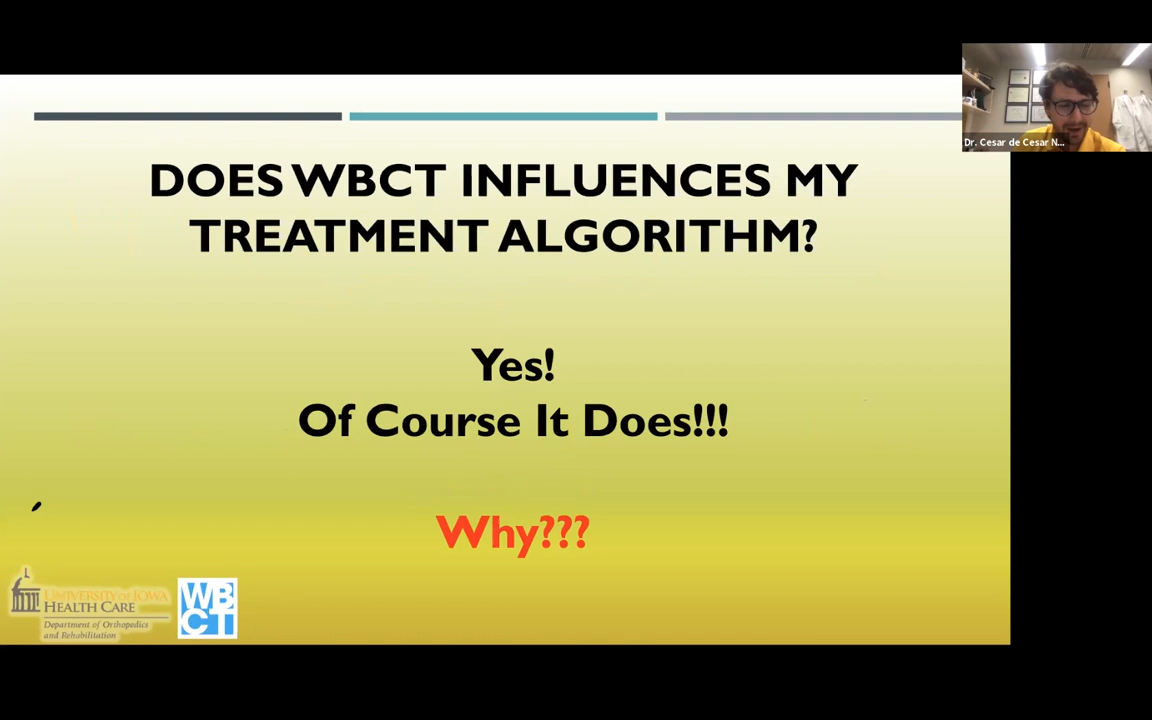 Dr. Cesar de Cesar N...
DOES WBCT INFLUENCES MY
TREATMENT ALGORITHM?
Yes!
Of Course It Does!!!
Why???
UNIVERSITY OF IOWA
HEALTH CARE
Department of Orthopedics
and Rehabilitation
WB
CT